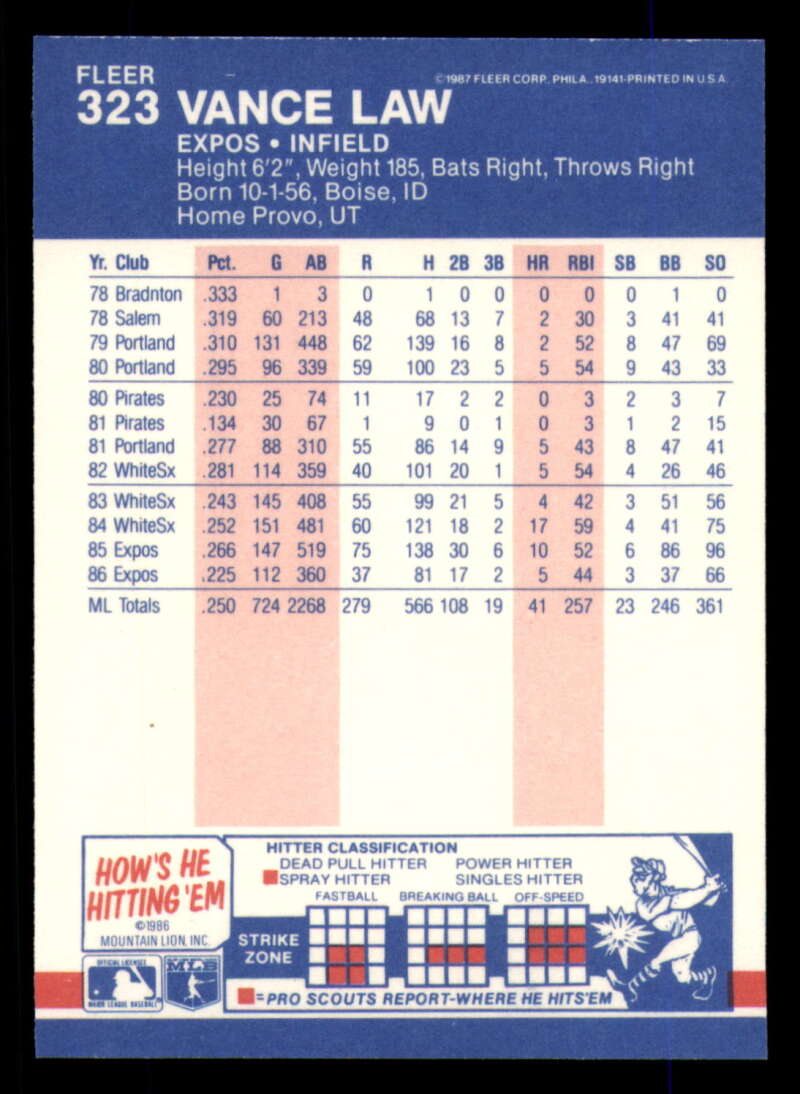 FLEER
©1987 FLEER CORP. PHILA., 19141-PRINTED IN U.S.A.
323 VANCE LAW
EXPOS • INFIELD
Height 6'2", Weight 185, Bats Right, Throws Right
Born 10-1-56, Boise, ID
Home Provo, UT
Yr. Club Pct. G AB R H 2B 3B HR RBI SB BB SO
78 Bradnton .333 1 3 0 1 0 0 0 0 0 1 0
78 Salem .319 60 213 48 68 13 7 2 30 3 41 41
79 Portland .310 131 448 62 139 16 8 2 52 8 47 69
80 Portland .295 96 339 59 100 23 5 5 54 9 43 33
80 Pirates .230 25 74 11 17 2 2 0 3 2 3 7
81 Pirates .134 30 67 1 9 0 1 0 3 1 2 15
81 Portland .277 88 310 55 86 14 9 5 43 8 47 41
82 WhiteSx .281 114 359 40 101 20 1 5 54 4 26 46
83 WhiteSx .243 145 408 55 99 21 5 4 42 3 51 56
84 WhiteSx .252 151 481 60 121 18 2 17 59 4 41 75
85 Expos .266 147 519 75 138 30 6 10 52 6 86 96
86 Expos .225 112 360 37 81 17 2 5 44 3 37 66
ML Totals .250 724 2268 279 566 108 19 41 257 23 246 361
HOW'S HE
HITTING 'EM
©1986
MOUNTAIN LION, INC.
OFFICIAL LICENSEE
MAJOR LEAGUE BASEBALL
MLB
HITTER CLASSIFICATION
DEAD PULL HITTER POWER HITTER
SPRAY HITTER SINGLES HITTER
FASTBALL BREAKING BALL OFF-SPEED
STRIKE
ZONE
=PRO SCOUTS REPORT-WHERE HE HITS'EM